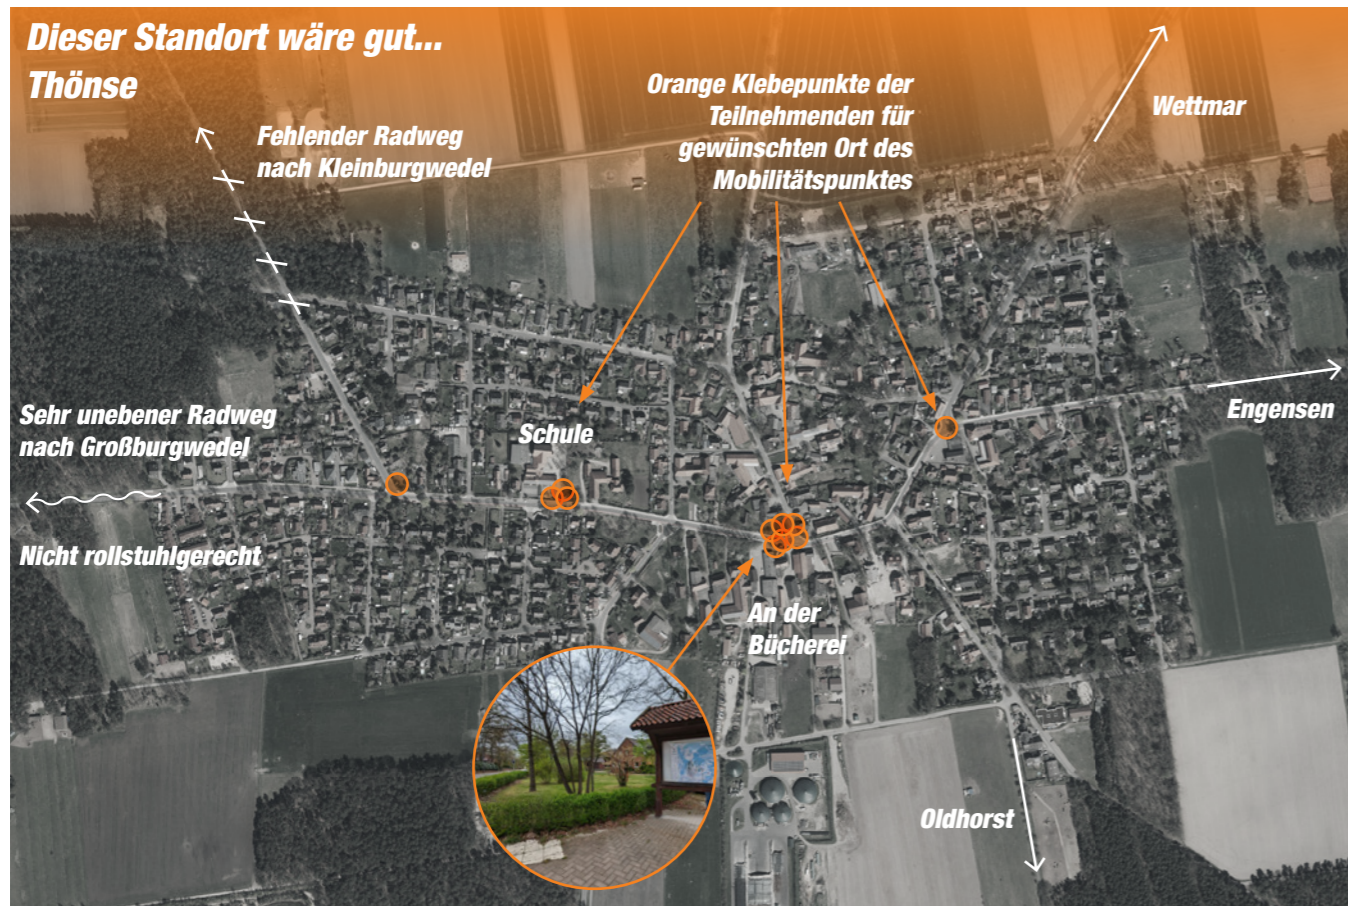 Dieser Standort wäre gut...
Thönse
Orange Klebepunkte der
Teilnehmenden für
gewünschten Ort des
Mobilitätspunktes
Wettmar
Fehlender Radweg
nach Kleinburgwedel
Engensen
Sehr unebener Radweg
nach Großburgwedel
Schule
Nicht rollstuhlgerecht
An der
Bücherei
Oldhorst